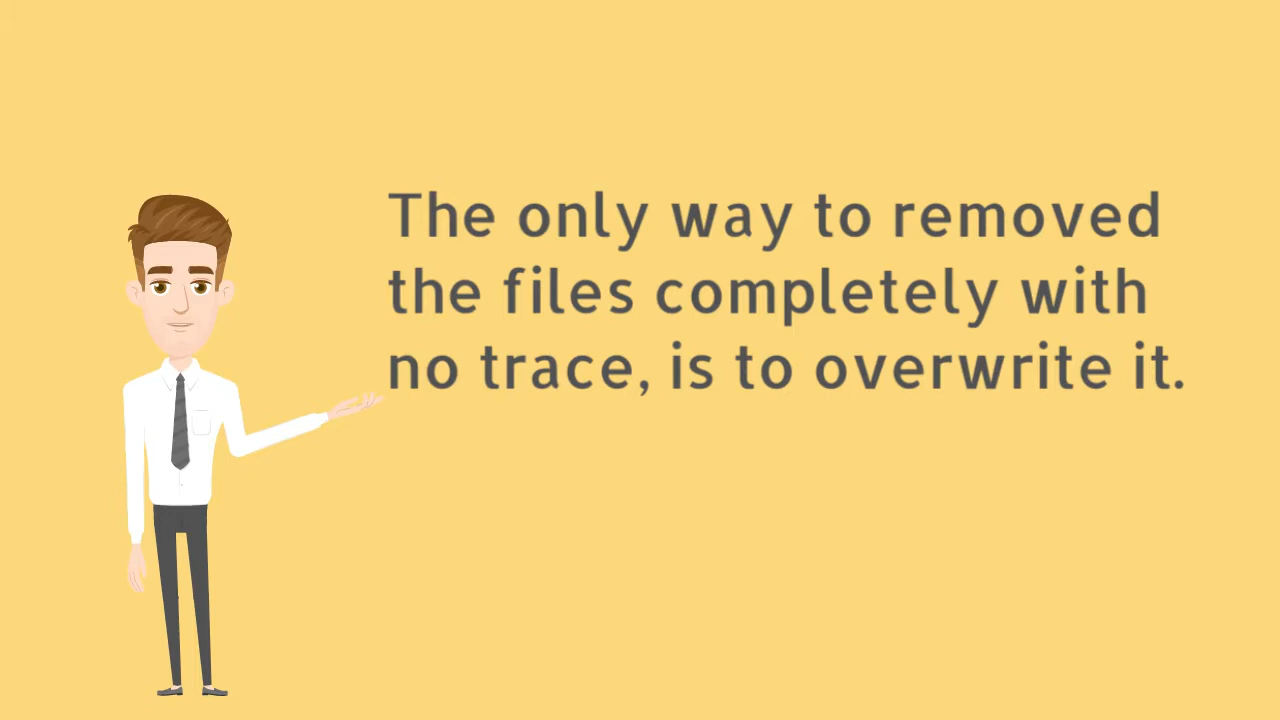 The only way to removed
the files completely with
no trace, is to overwrite it.